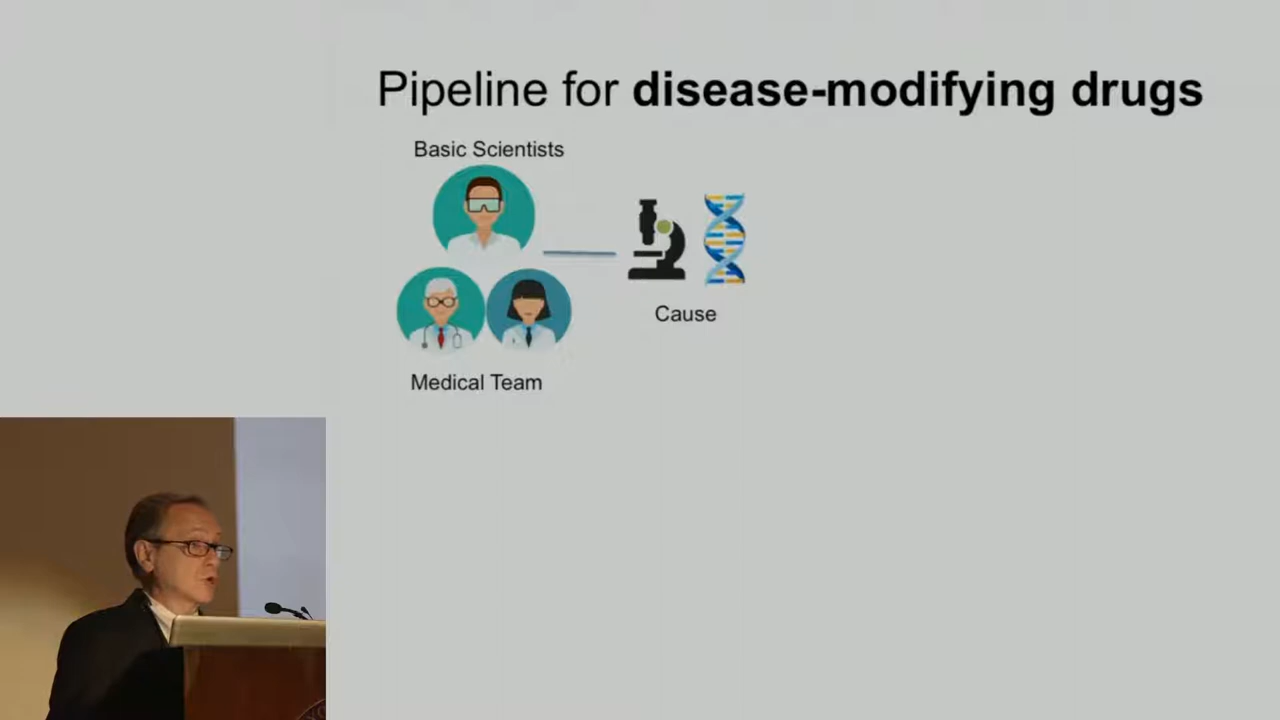 Pipeline for disease-modifying drugs
Basic Scientists
Cause
Medical Team